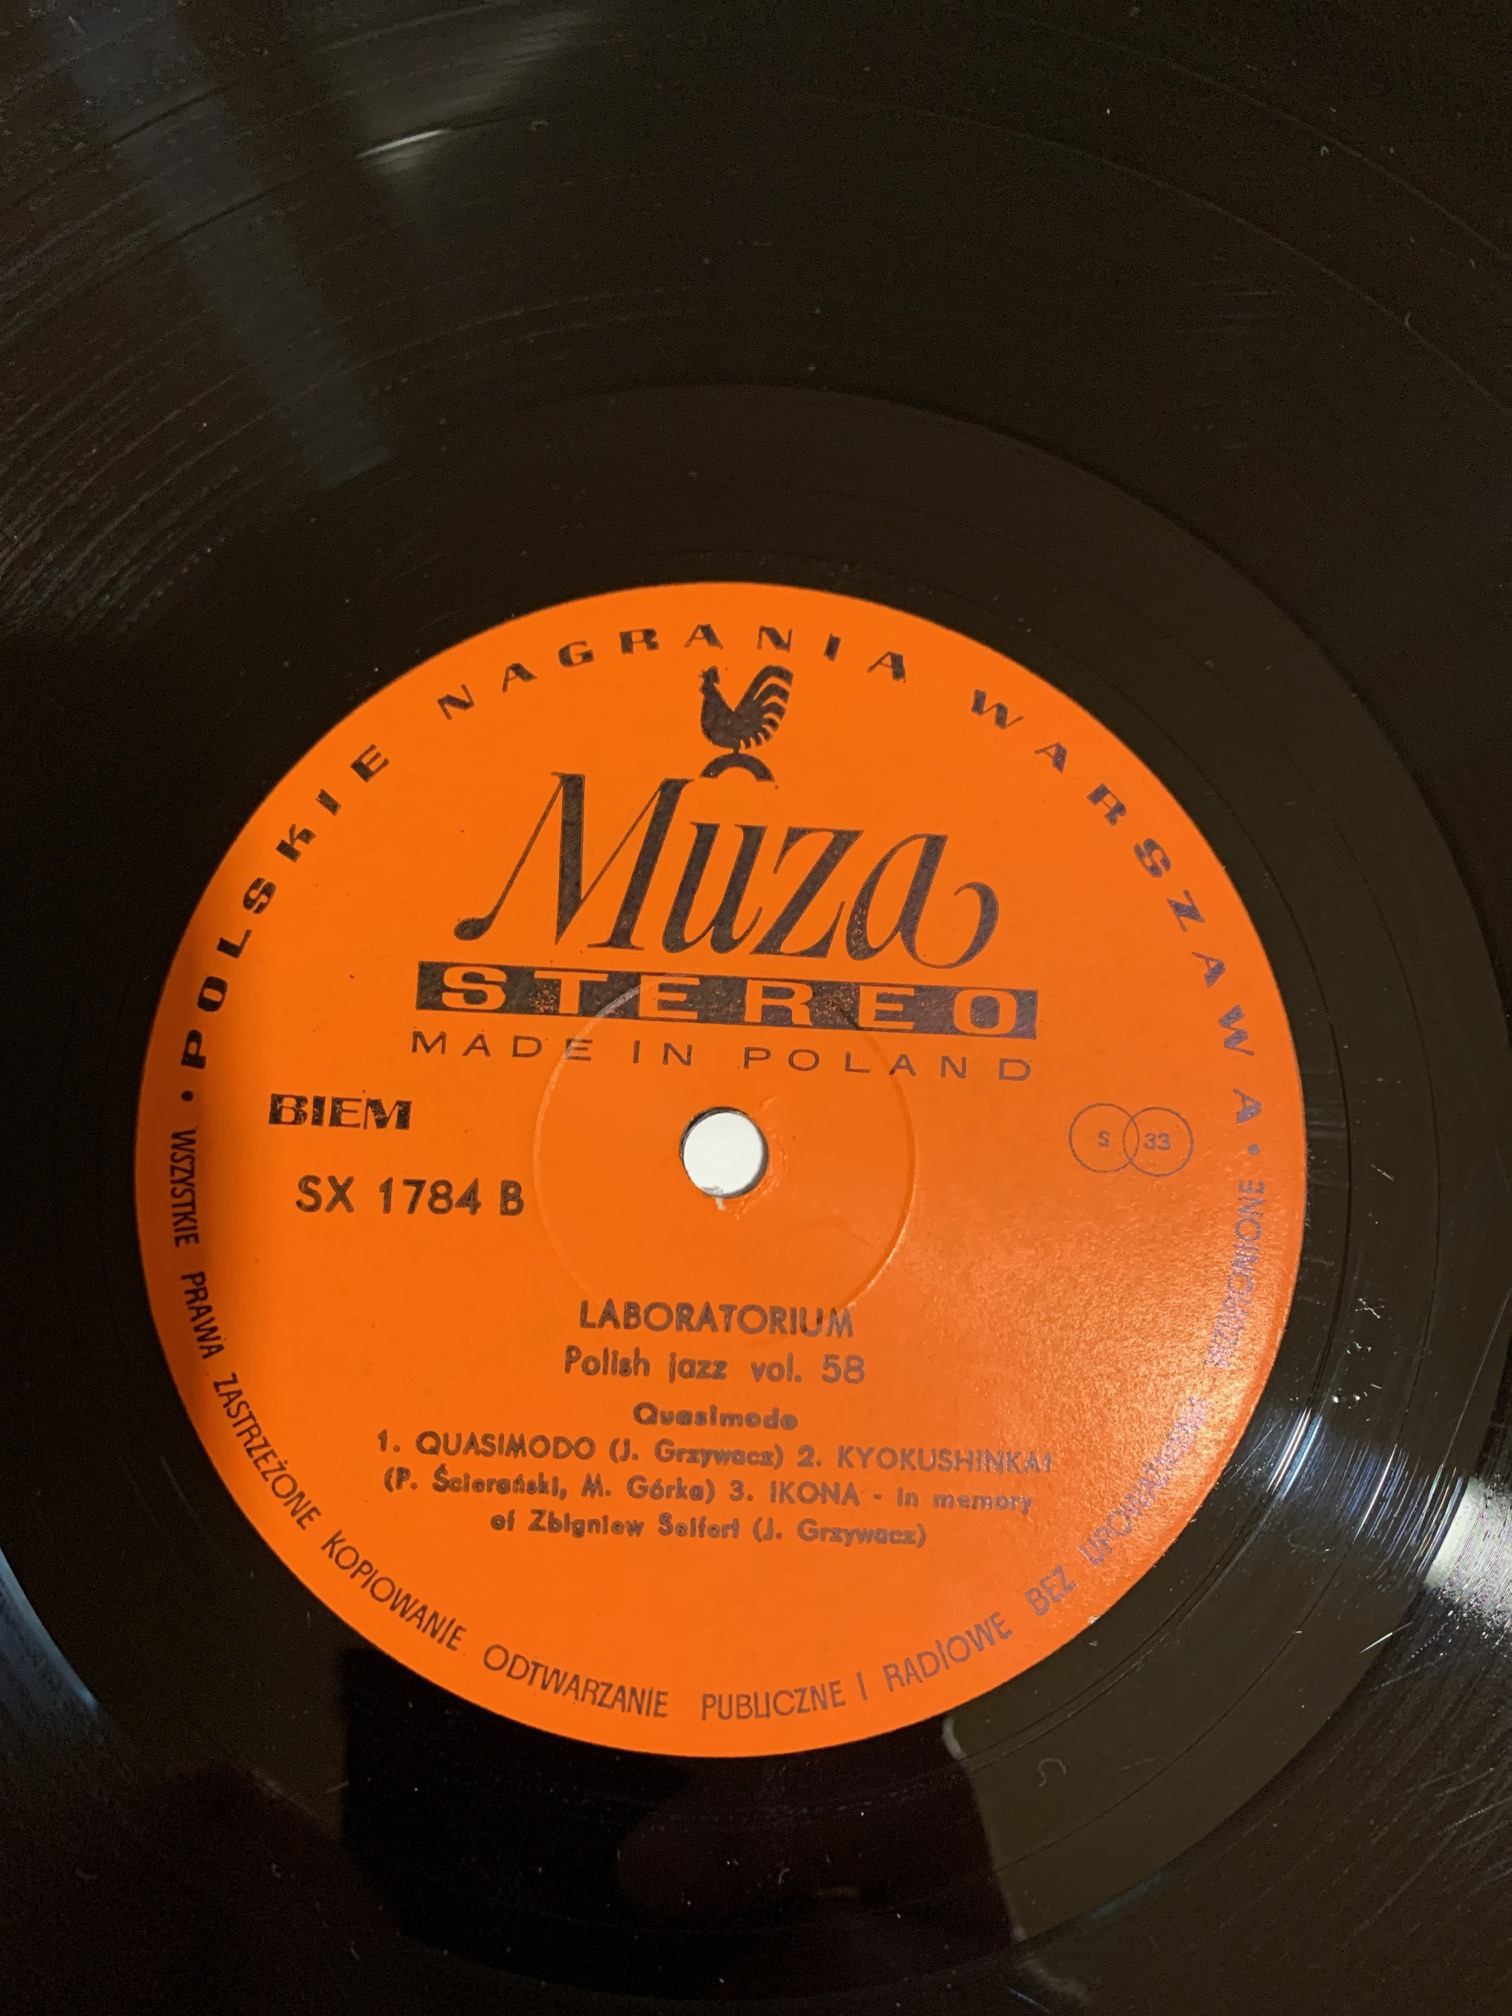 POLSKIE NAGRANIA WARSZAWA
Muza
STEREO
MADE IN POLAND
BIEM
S 33
SX 1784 B
LABORATORIUM
Polish jazz vol. 58
Quasimodo
1. QUASIMODO (J. Grzywacz) 2. KYOKUSHINKAI
(P. Ścierański, M. Górka) 3. IKONA - in memory
of Zbigniew Seifert (J. Grzywacz)
• WSZYSTKIE PRAWA ZASTRZEŻONE KOPIOWANIE ODTWARZANIE PUBLICZNE I RADIOWE BEZ UPOWAŻNIENIA WZBRONIONE •